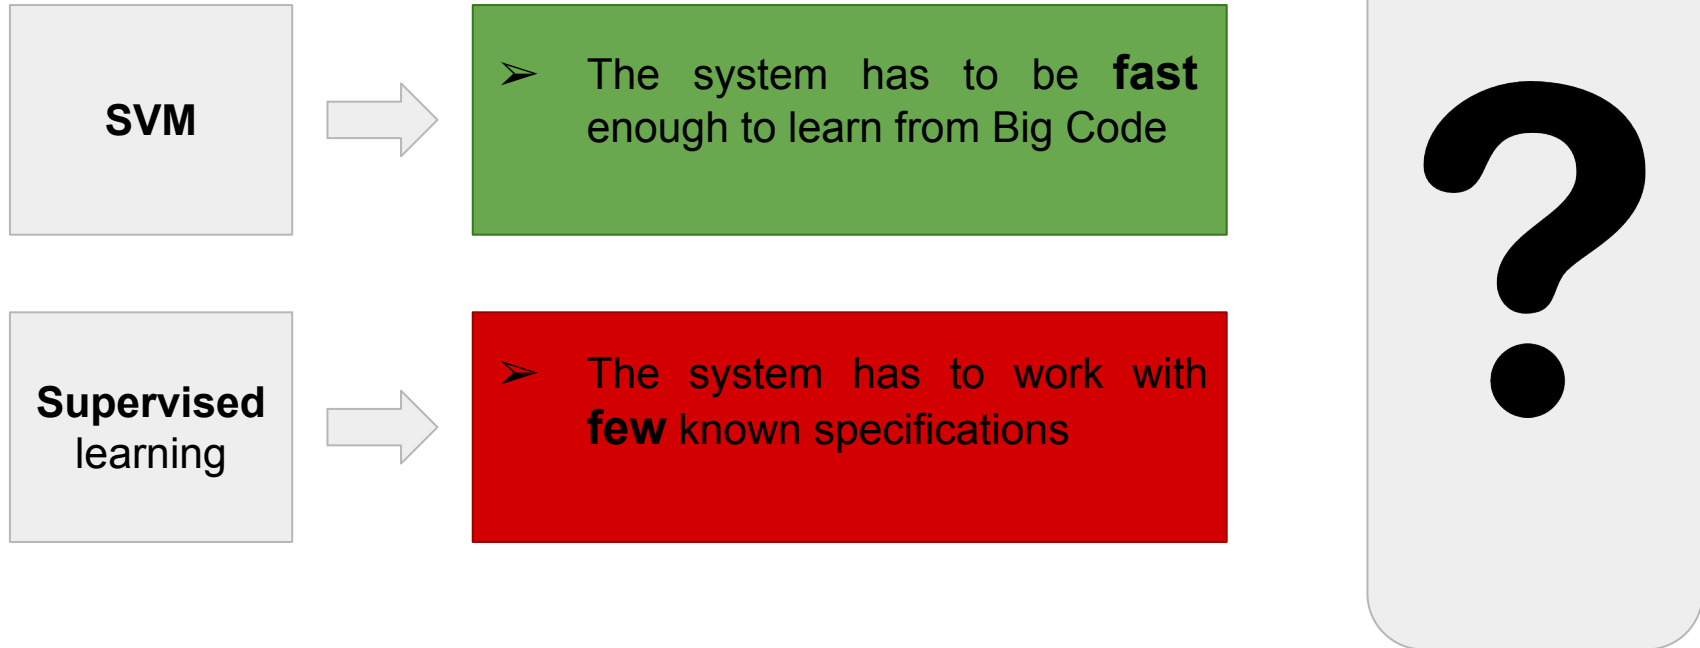 SVM
➢ The system has to be fast
enough to learn from Big Code
Supervised
learning
➢ The system has to work with
few known specifications
?